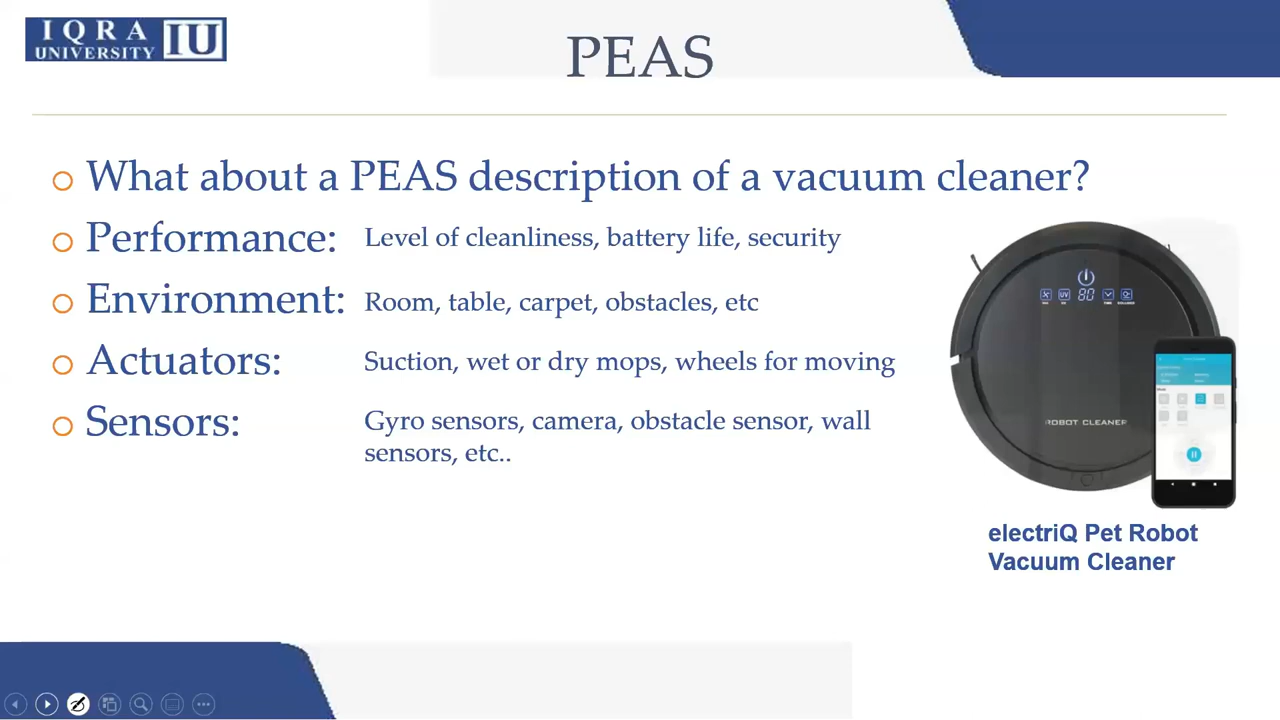 IQRA
UNIVERSITY IU
PEAS
What about a PEAS description of a vacuum cleaner?
Performance: Level of cleanliness, battery life, security
Environment: Room, table, carpet, obstacles, etc
Actuators: Suction, wet or dry mops, wheels for moving
Sensors: Gyro sensors, camera, obstacle sensor, wall
sensors, etc..
UV 80
ROBOT CLEANER
electriQ Pet Robot
Vacuum Cleaner